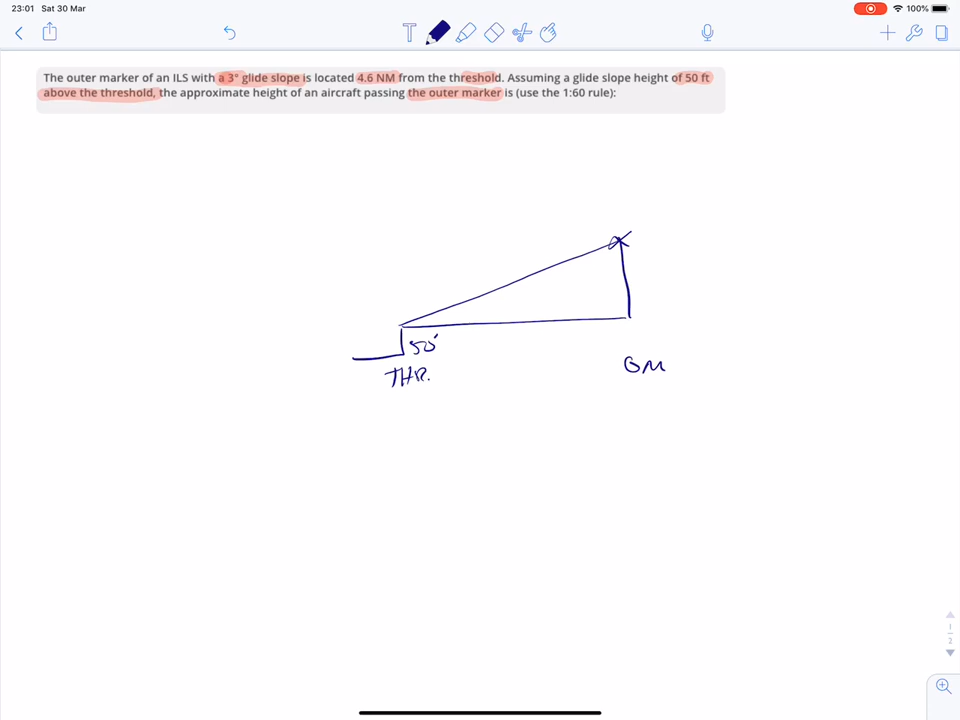 23:01 Sat 30 Mar 100%
The outer marker of an ILS with a 3° glide slope is located 4.6 NM from the threshold. Assuming a glide slope height of 50 ft
above the threshold, the approximate height of an aircraft passing the outer marker is (use the 1:60 rule):
50'
THR.
OM
1
2